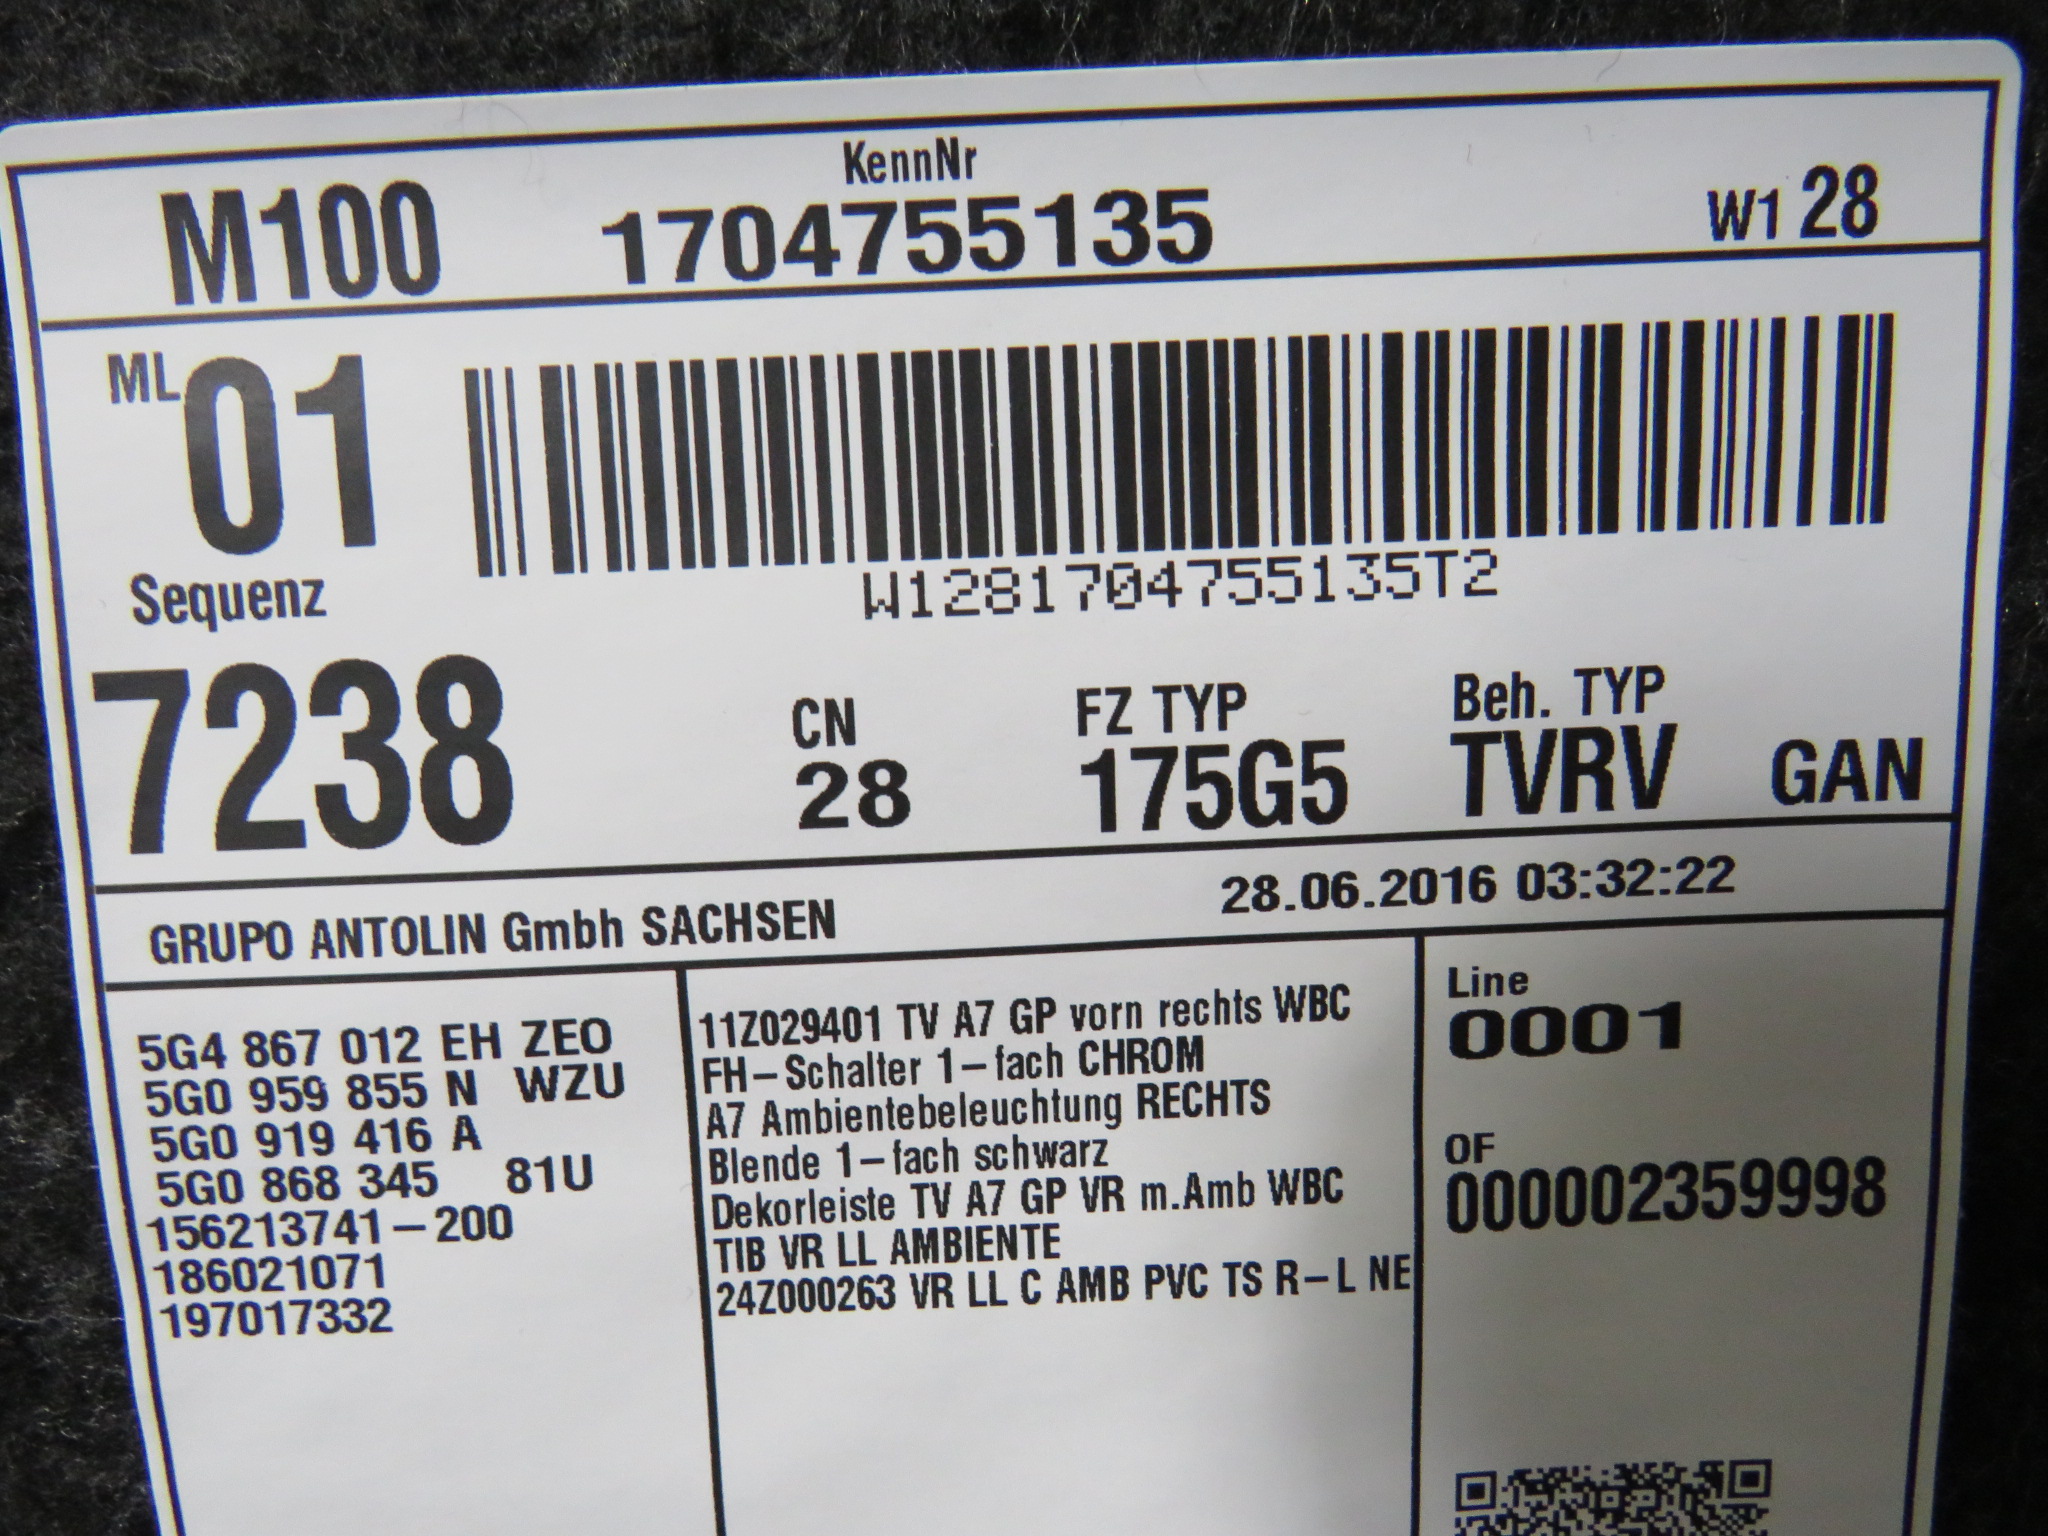 KennNr
M100 1704755135 W1 28
ML 01
W1281704755135T2
Sequenz
7238
CN
28
FZ TYP
175G5
Beh. TYP
TVRV GAN
28.06.2016 03:32:22
GRUPO ANTOLIN Gmbh SACHSEN
5G4 867 012 EH ZEO
5G0 959 855 N WZU
5G0 919 416 A
5G0 868 345 81U
156213741-200
186021071
197017332
11Z029401 TV A7 GP vorn rechts WBC
FH-Schalter 1-fach CHROM
A7 Ambientebeleuchtung RECHTS
Blende 1-fach schwarz
Dekorleiste TV A7 GP VR m.Amb WBC
TIB VR LL AMBIENTE
24Z000263 VR LL C AMB PVC TS R-L NE
Line
0001
OF
000002359998